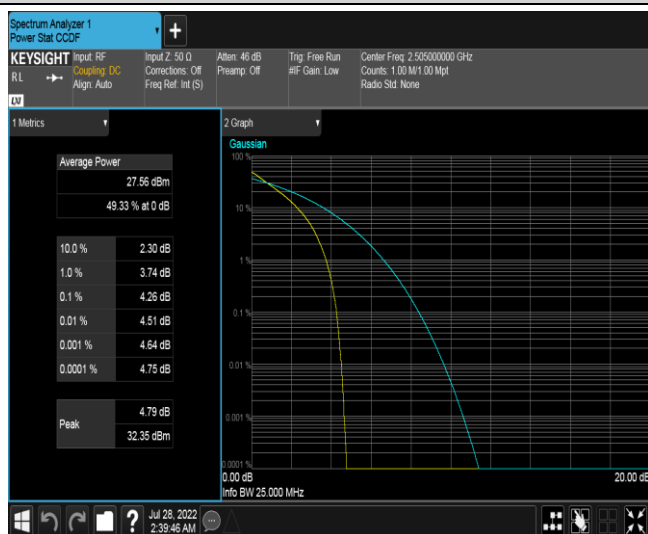 Spectrum Analyzer 1
Power Stat CCDF
KEYSIGHT
RL
LXI
Input: RF
Coupling: DC
Align: Auto
Input Z: 50 Ω
Corrections: Off
Freq Ref: Int (S)
Atten: 46 dB
Preamp: Off
Trig: Free Run
#IF Gain: Low
Center Freq: 2.505000000 GHz
Counts: 1.00 M/1.00 Mpt
Radio Std: None
1 Metrics
Average Power
27.56 dBm
49.33 % at 0 dB
10.0 % 2.30 dB
1.0 % 3.74 dB
0.1 % 4.26 dB
0.01 % 4.51 dB
0.001 % 4.64 dB
0.0001 % 4.75 dB
Peak
4.79 dB
32.35 dBm
2 Graph
Gaussian
100 %
10 %
1 %
0.1 %
0.01 %
0.001 %
0.0001 %
0.00 dB 20.00 dB
Info BW 25.000 MHz
?
Jul 28, 2022
2:39:46 AM